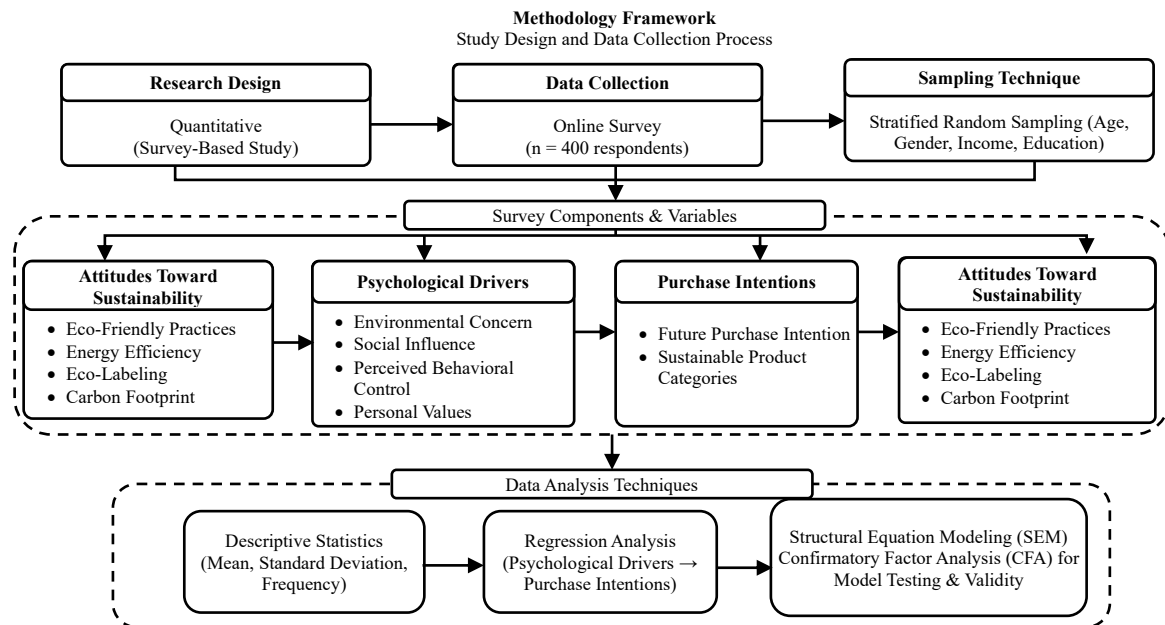 Methodology Framework
Study Design and Data Collection Process
Research Design
Quantitative
(Survey-Based Study)
Data Collection
Online Survey
(n = 400 respondents)
Sampling Technique
Stratified Random Sampling (Age,
Gender, Income, Education)
Survey Components & Variables
Attitudes Toward
Sustainability
• Eco-Friendly Practices
• Energy Efficiency
• Eco-Labeling
• Carbon Footprint
Psychological Drivers
• Environmental Concern
• Social Influence
• Perceived Behavioral
Control
• Personal Values
Purchase Intentions
• Future Purchase Intention
• Sustainable Product
Categories
Attitudes Toward
Sustainability
• Eco-Friendly Practices
• Energy Efficiency
• Eco-Labeling
• Carbon Footprint
Data Analysis Techniques
Descriptive Statistics
(Mean, Standard Deviation,
Frequency)
Regression Analysis
(Psychological Drivers →
Purchase Intentions)
Structural Equation Modeling (SEM)
Confirmatory Factor Analysis (CFA) for
Model Testing & Validity